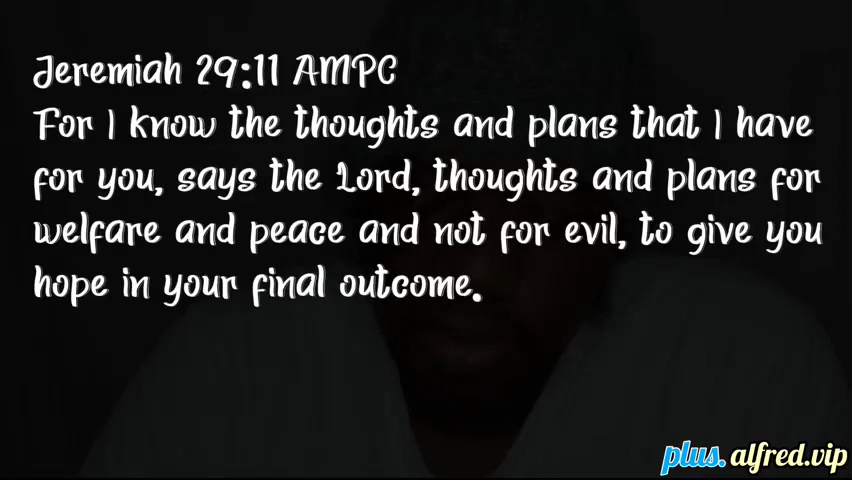 Jeremiah 29:11 AMPC
For I know the thoughts and plans that I have
for you, says the Lord, thoughts and plans for
welfare and peace and not for evil, to give you
hope in your final outcome.
plus. alfred.vip